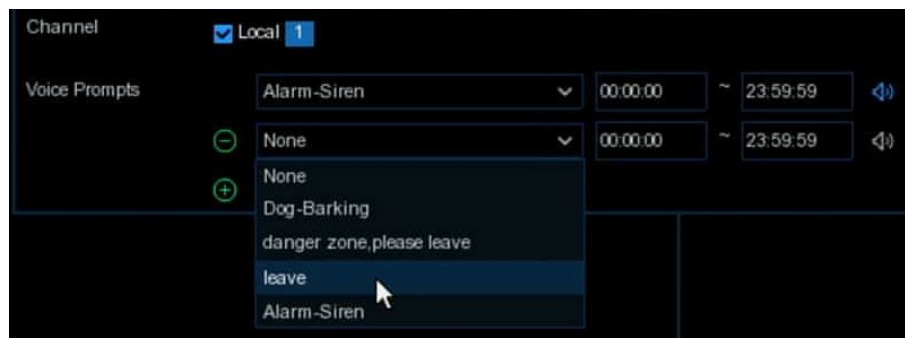 Channel Local 1
Voice Prompts Alarm-Siren 00:00:00 ~ 23:59:59
None 00:00:00 ~ 23:59:59
None
Dog-Barking
danger zone,please leave
leave
Alarm-Siren